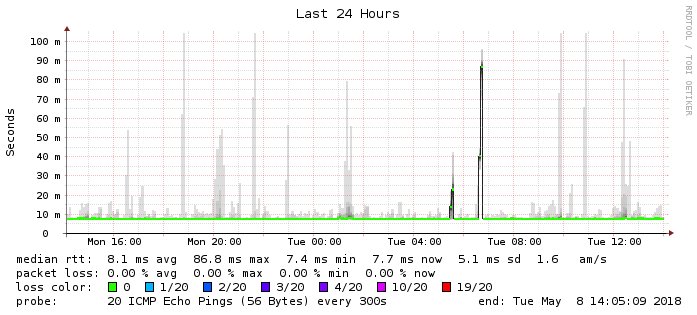 Last 24 Hours
RRDTOOL / TOBI OETIKER
Seconds
100 m
90 m
80 m
70 m
60 m
50 m
40 m
30 m
20 m
10 m
0
Mon 16:00 Mon 20:00 Tue 00:00 Tue 04:00 Tue 08:00 Tue 12:00
median rtt: 8.1 ms avg 86.8 ms max 7.4 ms min 7.7 ms now 5.1 ms sd 1.6 am/s
packet loss: 0.00 % avg 0.00 % max 0.00 % min 0.00 % now
loss color: 0 1/20 2/20 3/20 4/20 10/20 19/20
probe: 20 ICMP Echo Pings (56 Bytes) every 300s end: Tue May 8 14:05:09 2018